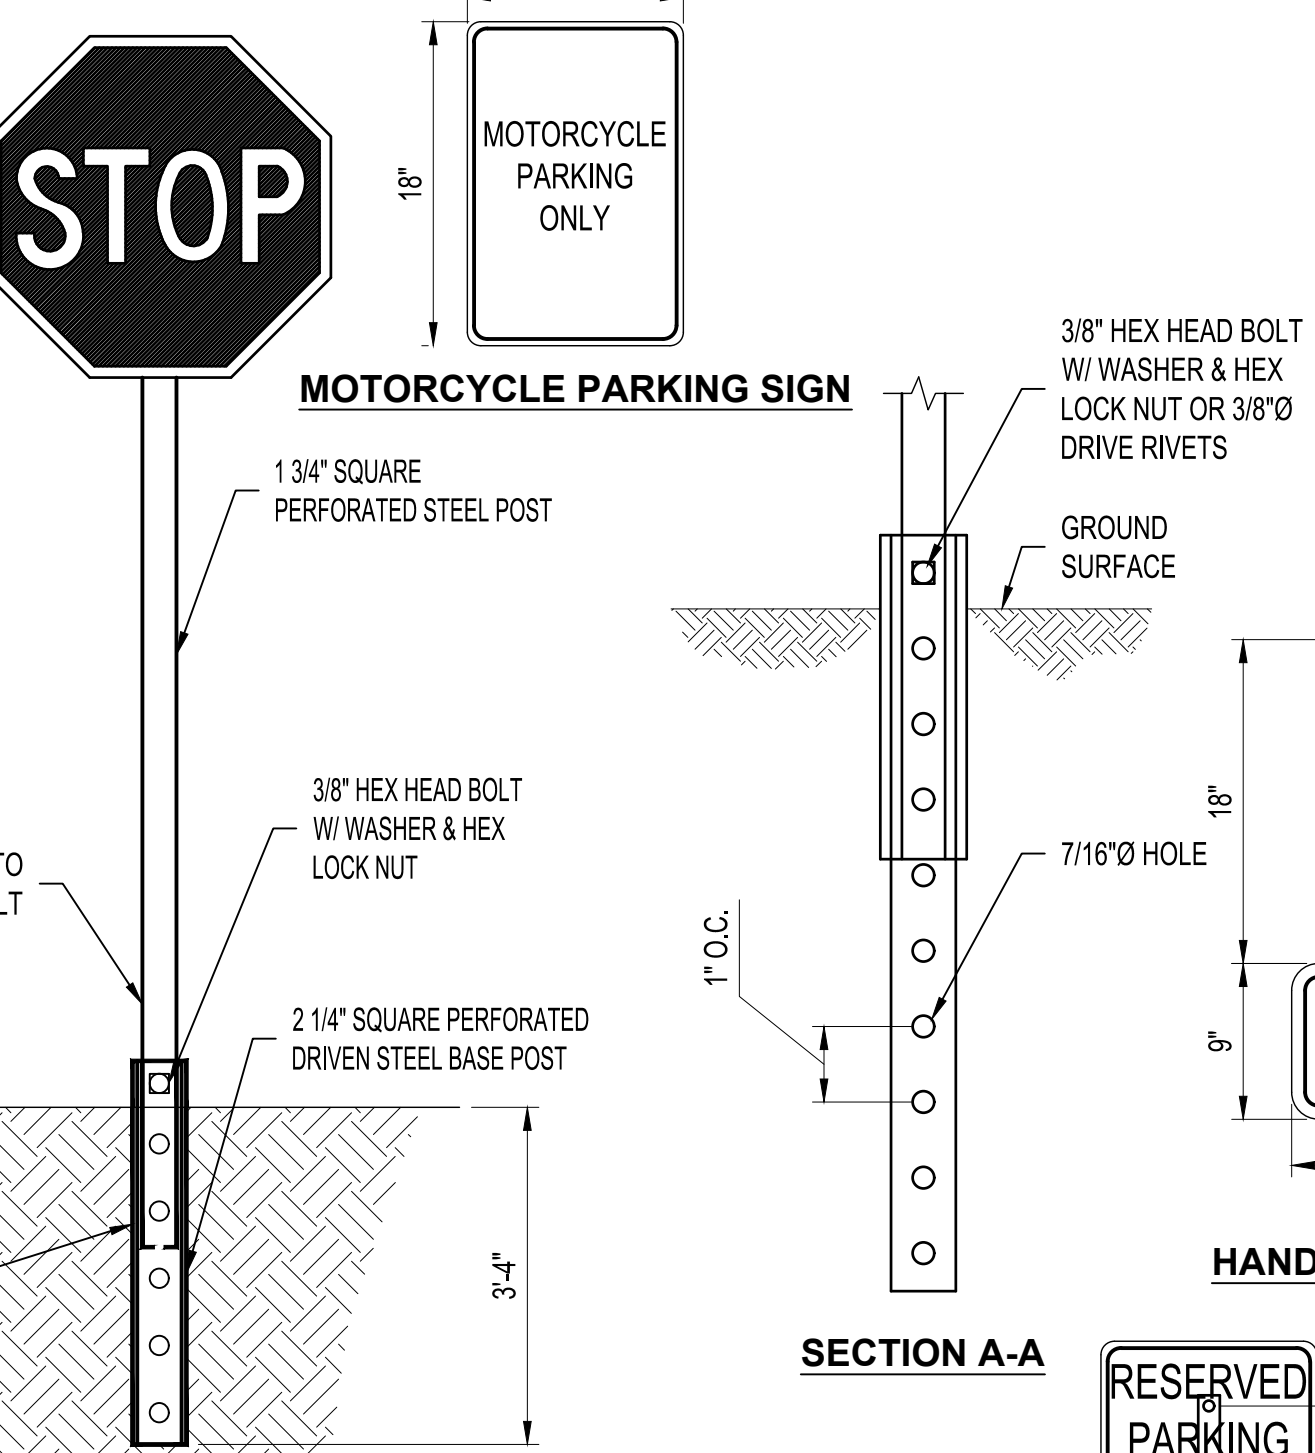 STOP
18"
MOTORCYCLE
PARKING
ONLY
MOTORCYCLE PARKING SIGN
1 3/4" SQUARE
PERFORATED STEEL POST
3/8" HEX HEAD BOLT
W/ WASHER & HEX
LOCK NUT OR 3/8"Ø
DRIVE RIVETS
GROUND
SURFACE
3/8" HEX HEAD BOLT
W/ WASHER & HEX
LOCK NUT
TO
LT
2 1/4" SQUARE PERFORATED
DRIVEN STEEL BASE POST
3'-4"
7/16"Ø HOLE
1" O.C.
SECTION A-A
18"
9"
HAND
RESERVED
PARKING